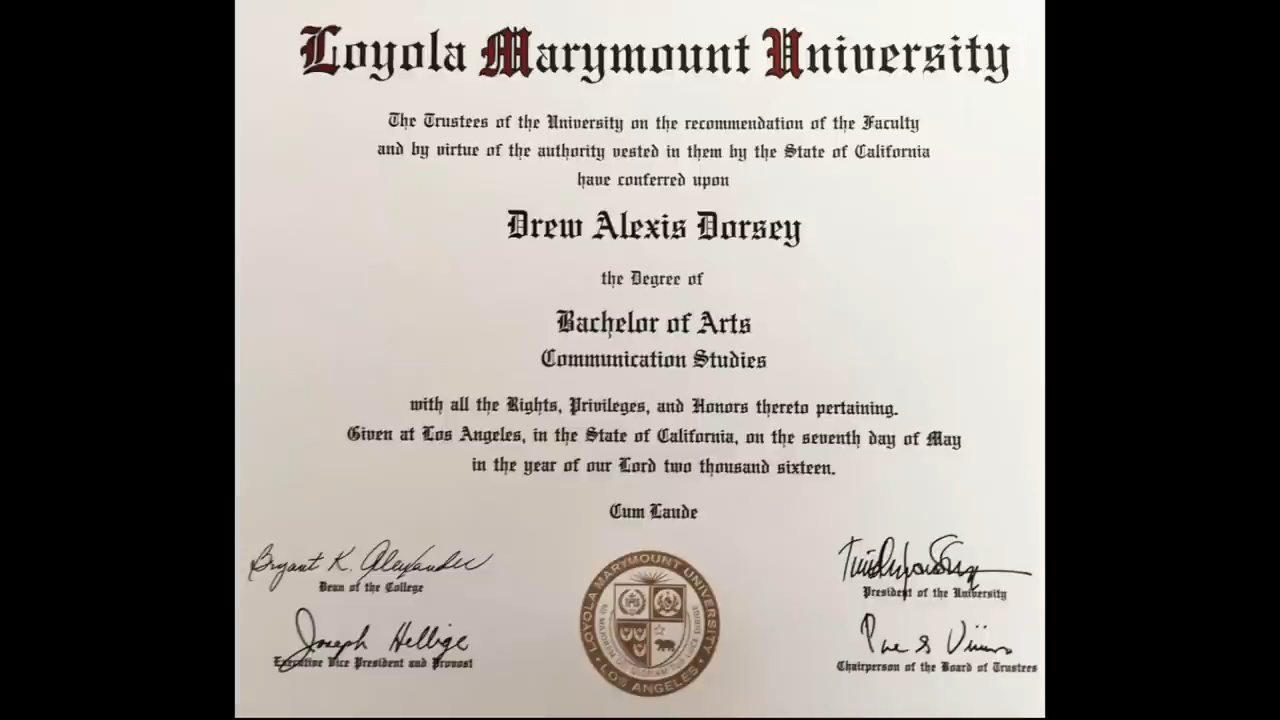 Loyola Marymount University
The Trustees of the University on the recommendation of the Faculty
and by virtue of the authority vested in them by the State of California
have conferred upon
Drew Alexis Dorsey
the Degree of
Bachelor of Arts
Communication Studies
with all the Rights, Privileges, and Honors thereto pertaining.
Given at Los Angeles, in the State of California, on the seventh day of May
in the year of our Lord two thousand sixteen.
Cum Laude
Bryant K. Alexander
Dean of the College
Joseph Hellige
Executive Vice President and Provost
LOYOLA MARYMOUNT UNIVERSITY
LOS ANGELES
President of the University
Chairperson of the Board of Trustees